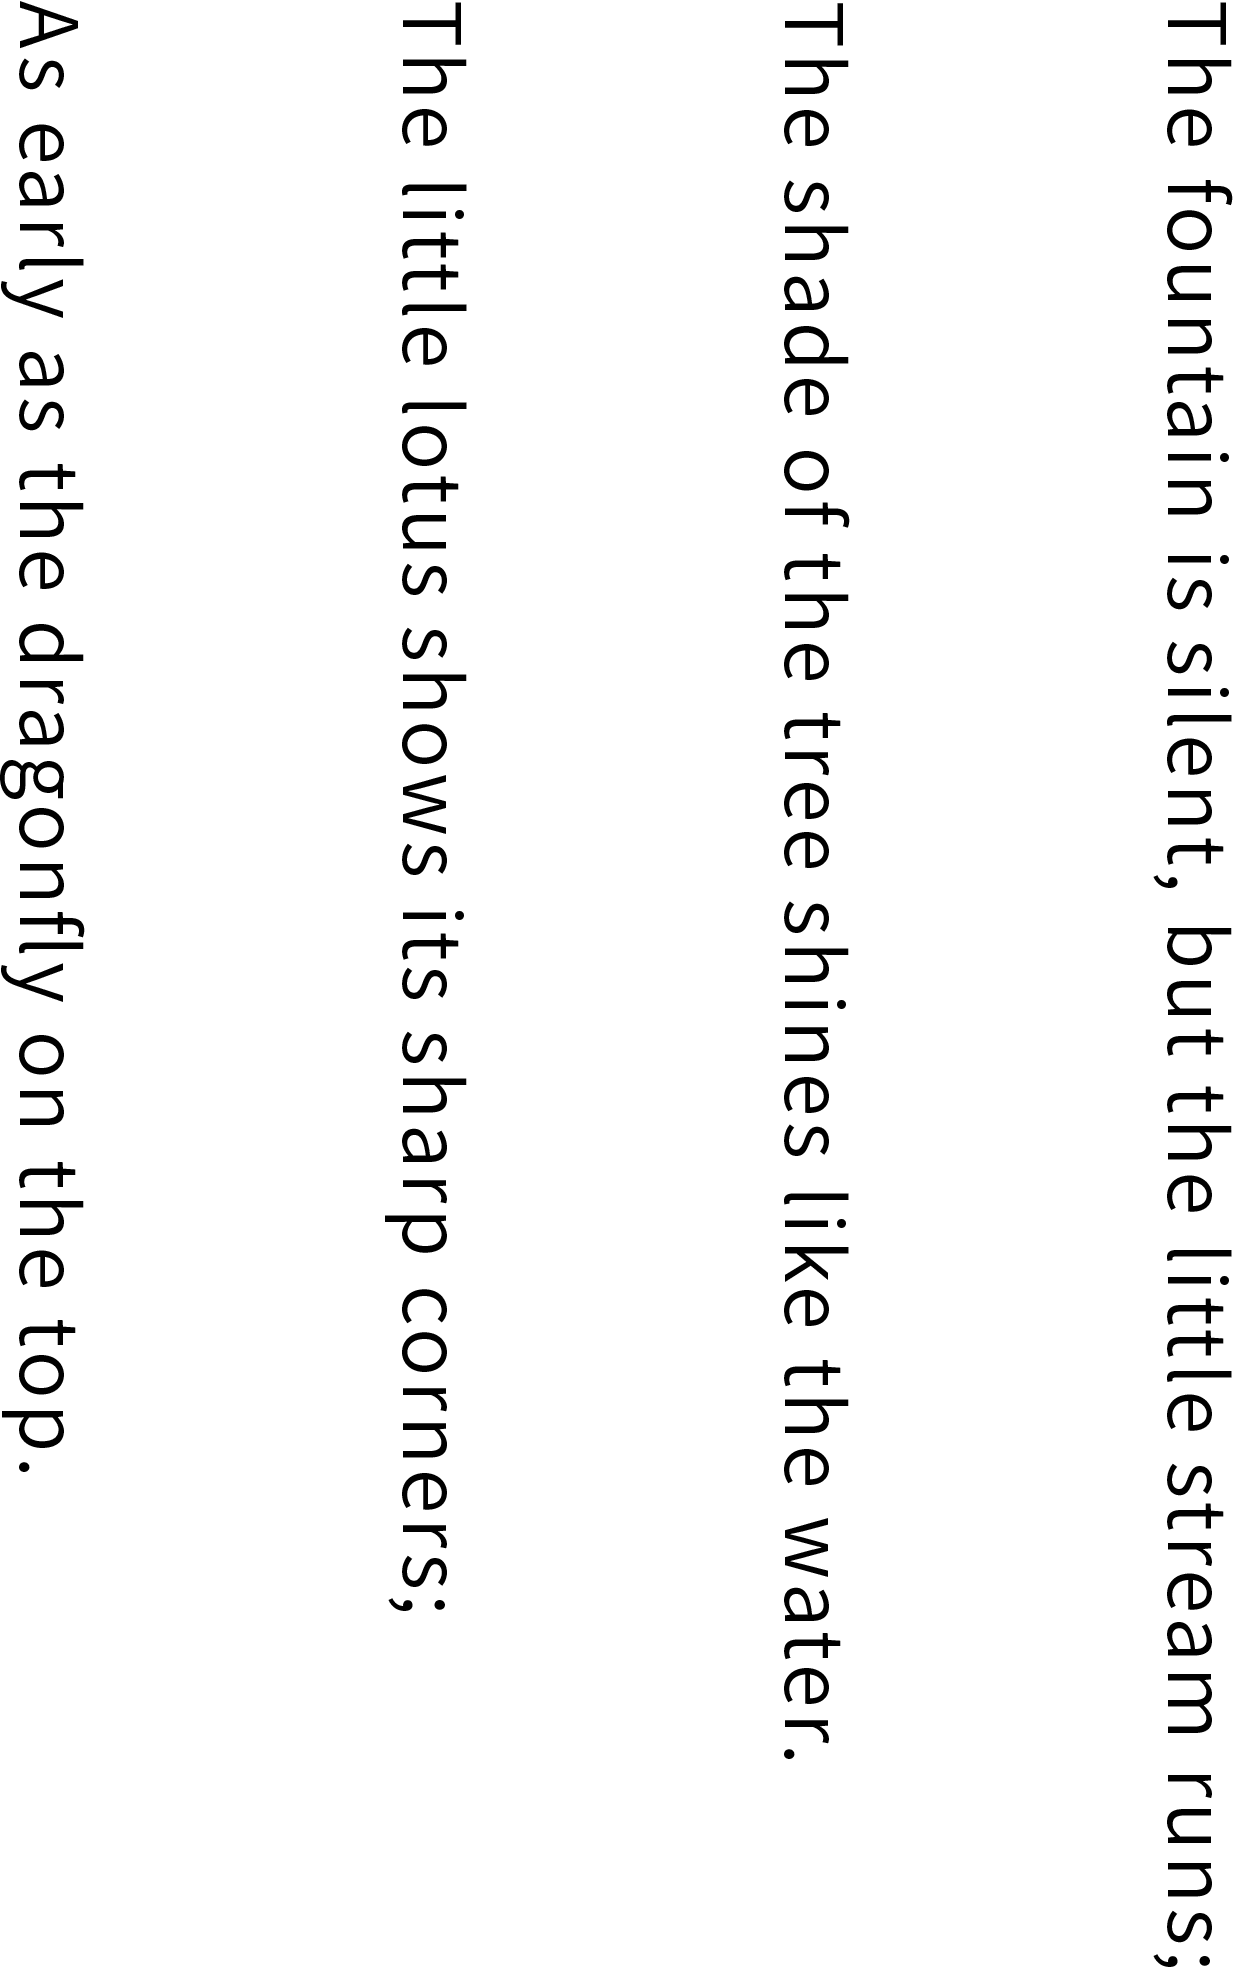 The fountain is silent, but the little stream runs;
The shade of the tree shines like the water.
The little lotus shows its sharp corners;
As early as the dragonfly on the top.